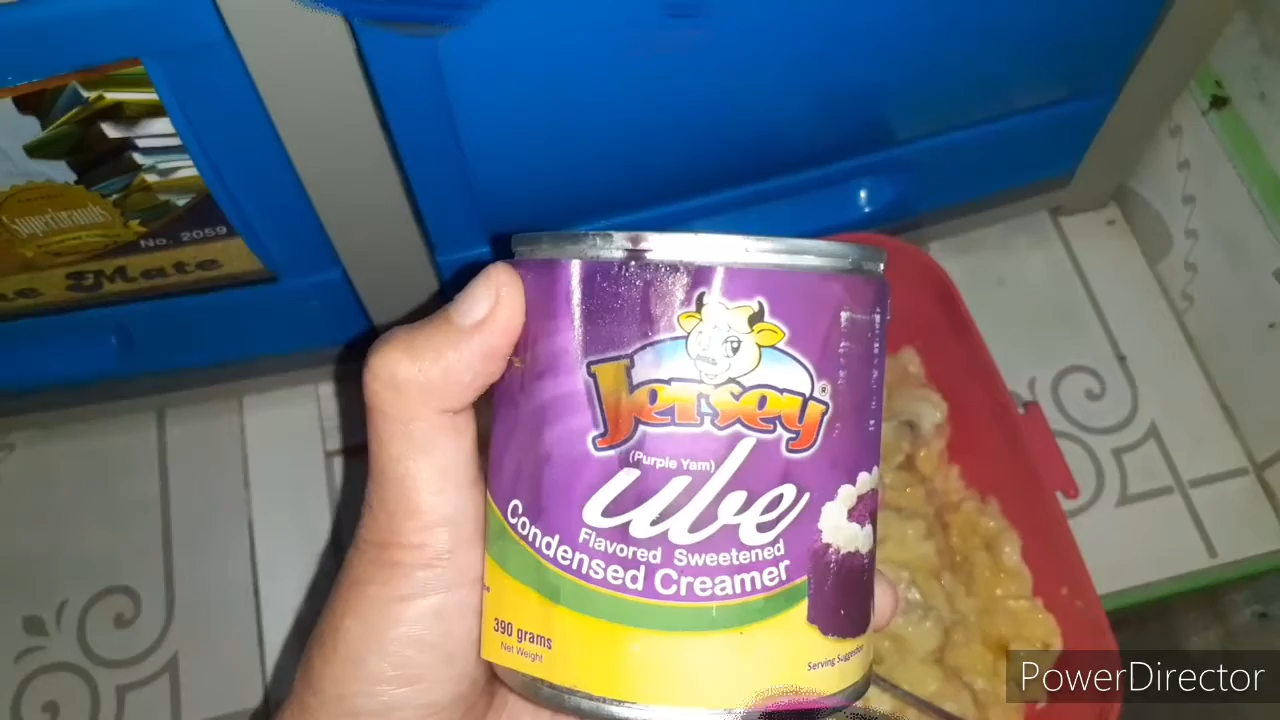 Superbrands
No. 2059
ne Mate
Jersey®
(Purple Yam)
ube
Flavored Sweetened
Condensed Creamer
390 grams
Net Weight
Serving Suggestion
PowerDirector